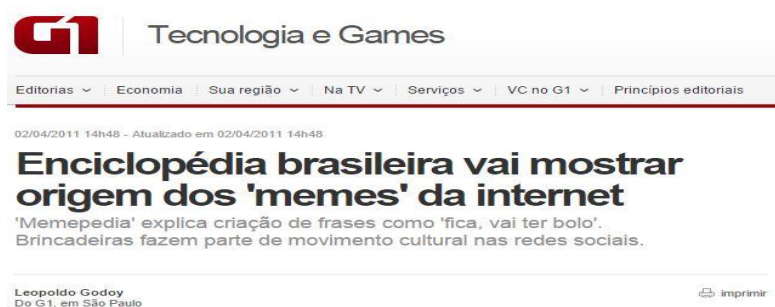 G1 Tecnologia e Games
Editorias Economia Sua região Na TV Serviços VC no G1 Princípios editoriais
02/04/2011 14h48 - Atualizado em 02/04/2011 14h48
Enciclopédia brasileira vai mostrar
origem dos 'memes' da internet
'Memepedia' explica criação de frases como 'fica, vai ter bolo'.
Brincadeiras fazem parte de movimento cultural nas redes sociais.
Leopoldo Godoy
Do G1, em São Paulo
imprimir